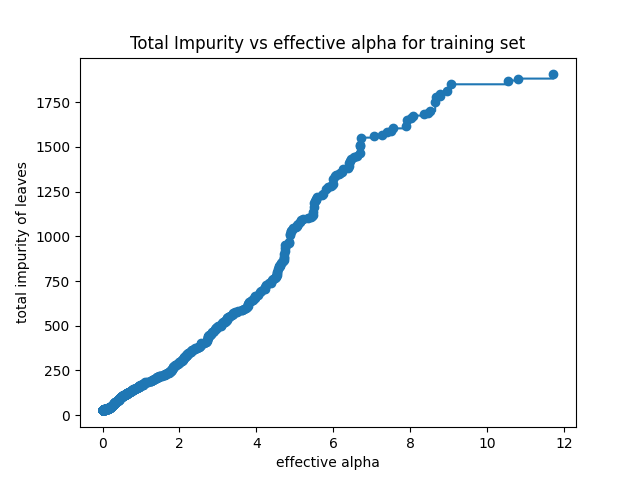 Total Impurity vs effective alpha for training set
total impurity of leaves
1750
1500
1250
1000
750
500
250
0
0 2 4 6 8 10 12
effective alpha